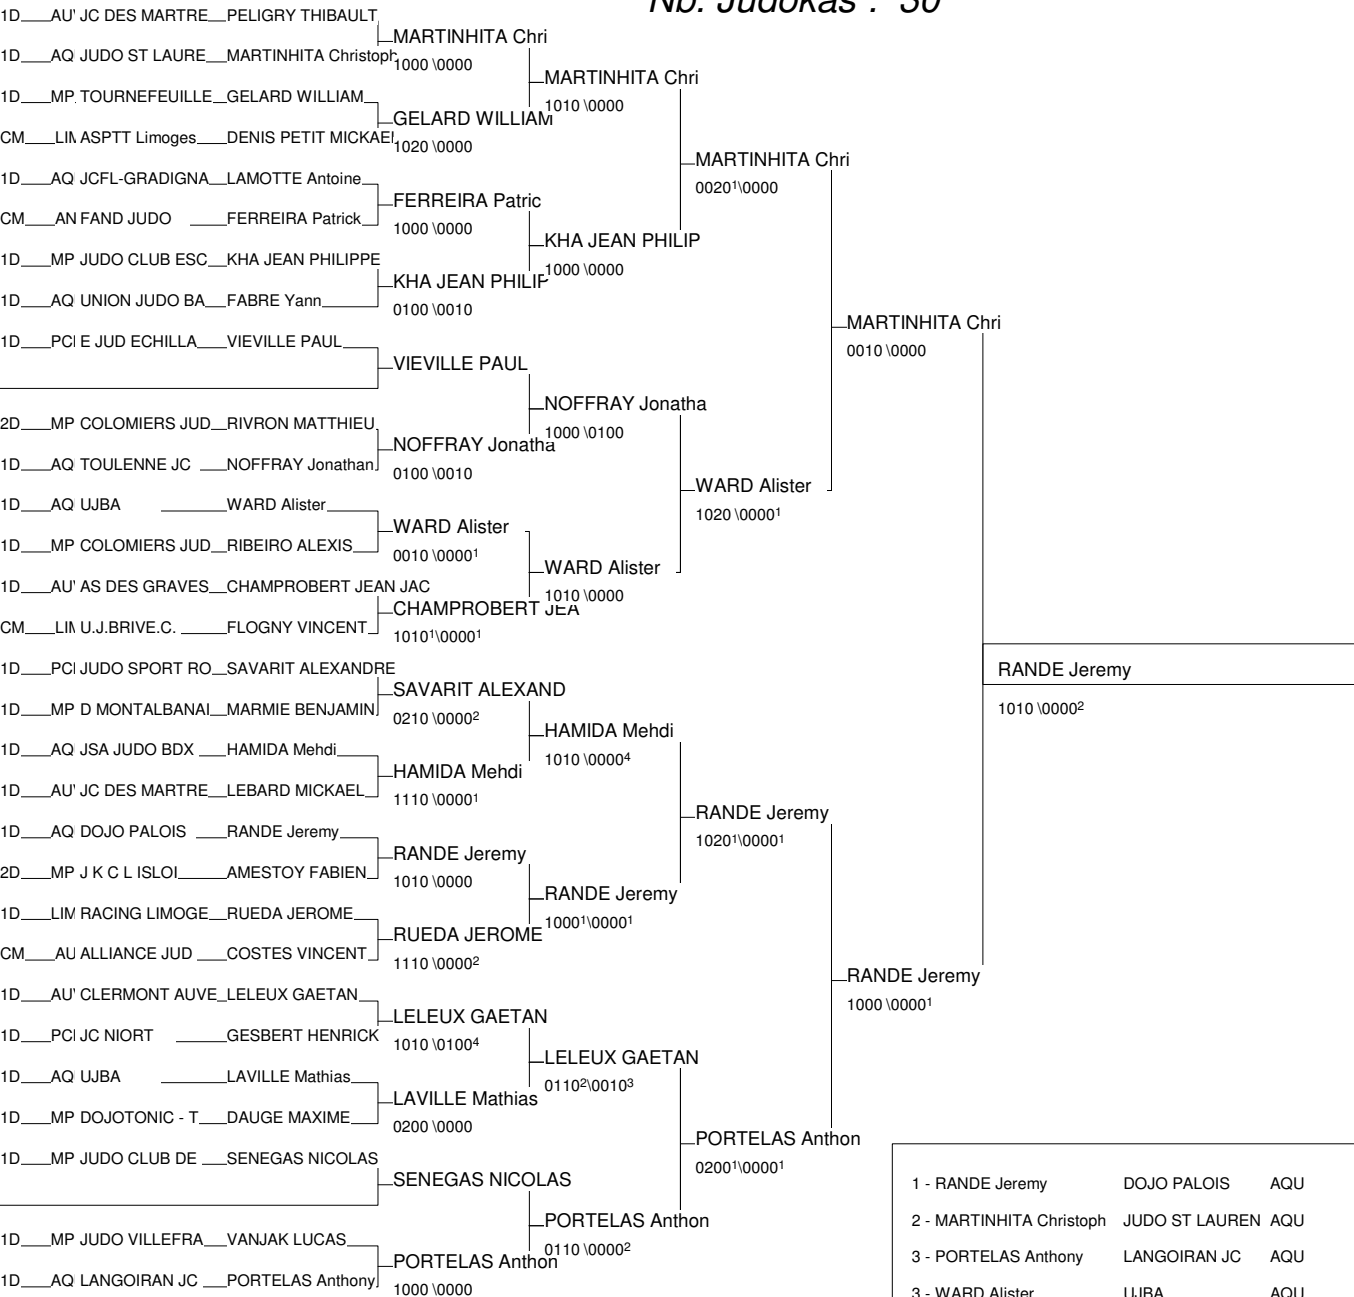 Nb. Judokas : 30
1D AU' JC DES MARTRE PELIGRY THIBAULT
MARTINHITA Chri
1D AQ JUDO ST LAURE MARTINHITA Christoph
1000 \0000
MARTINHITA Chri
1D MP TOURNEFEUILLE GELARD WILLIAM
1010 \0000
GELARD WILLIAM
CM LIM ASPTT Limoges DENIS PETIT MICKAEL
1020 \0000
MARTINHITA Chri
1D AQ JCFL-GRADIGNA LAMOTTE Antoine
0020¹\0000
FERREIRA Patric
CM AN FAND JUDO FERREIRA Patrick
1000 \0000
KHA JEAN PHILIP
1D MP JUDO CLUB ESC KHA JEAN PHILIPPE
1000 \0000
KHA JEAN PHILIP
1D AQ UNION JUDO BA FABRE Yann
0100 \0010
MARTINHITA Chri
1D PC E JUD ECHILLA VIEVILLE PAUL
0010 \0000
VIEVILLE PAUL
NOFFRAY Jonatha
2D MP COLOMIERS JUD RIVRON MATTHIEU
1000 \0100
NOFFRAY Jonatha
1D AQ TOULENNE JC NOFFRAY Jonathan
0100 \0010
WARD Alister
1D AQ UJBA WARD Alister
1020 \0000¹
WARD Alister
1D MP COLOMIERS JUD RIBEIRO ALEXIS
0010 \0000¹
WARD Alister
1D AU' AS DES GRAVES CHAMPROBERT JEAN JAC
1010 \0000
CHAMPROBERT JEA
CM LIM U.J.BRIVE.C. FLOGNY VINCENT
1010¹\0000¹
1D PC JUDO SPORT RO SAVARIT ALEXANDRE
RANDE Jeremy
SAVARIT ALEXAND
1D MP D MONTALBANAI MARMIE BENJAMIN
1010 \0000²
0210 \0000²
HAMIDA Mehdi
1D AQ JSA JUDO BDX HAMIDA Mehdi
1010 \0000⁴
HAMIDA Mehdi
1D AU' JC DES MARTRE LEBARD MICKAEL
1110 \0000¹
RANDE Jeremy
1D AQ DOJO PALOIS RANDE Jeremy
1020¹\0000¹
RANDE Jeremy
2D MP J K C L ISLOI AMESTOY FABIEN
1010 \0000
RANDE Jeremy
1D LIM RACING LIMOGE RUEDA JEROME
1000¹\0000¹
RUEDA JEROME
CM AU ALLIANCE JUD COSTES VINCENT
1110 \0000²
RANDE Jeremy
1D AU' CLERMONT AUVE LELEUX GAETAN
1000 \0000¹
LELEUX GAETAN
1D PC JC NIORT GESBERT HENRICK
1010 \0100⁴
LELEUX GAETAN
1D AQ UJBA LAVILLE Mathias
0110²\0010³
LAVILLE Mathias
1D MP DOJOTONIC - T DAUGE MAXIME
0200 \0000
PORTELAS Anthon
1D MP JUDO CLUB DE SENEGAS NICOLAS
0200¹\0000¹
SENEGAS NICOLAS
1 - RANDE Jeremy DOJO PALOIS AQU
PORTELAS Anthon
2 - MARTINHITA Christoph JUDO ST LAUREN AQU
1D MP JUDO VILLEFRA VANJAK LUCAS
0110 \0000²
3 - PORTELAS Anthony LANGOIRAN JC AQU
PORTELAS Anthon
1D AQ LANGOIRAN JC PORTELAS Anthony
1000 \0000
3 - WARD Alister UJBA AQU